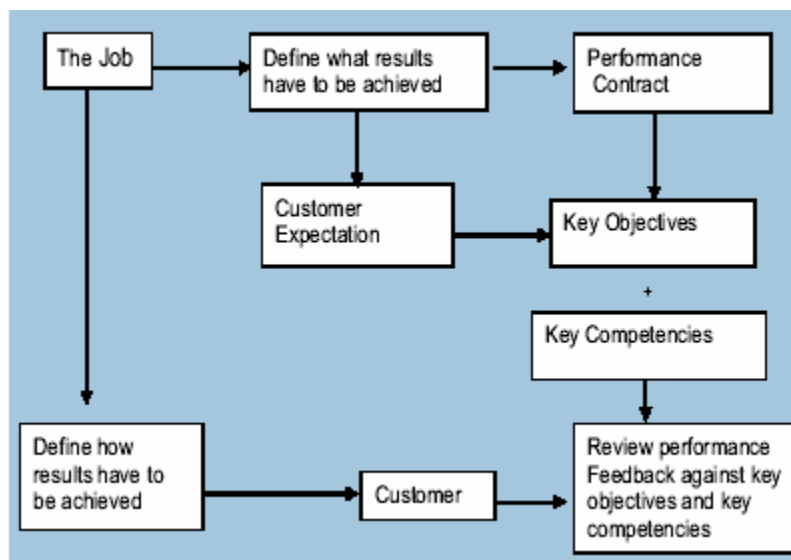 The Job
Define what results
have to be achieved
Performance
Contract
Customer
Expectation
Key Objectives
+
Key Competencies
Define how
results have to
be achieved
Customer
Review performance
Feedback against key
objectives and key
competencies